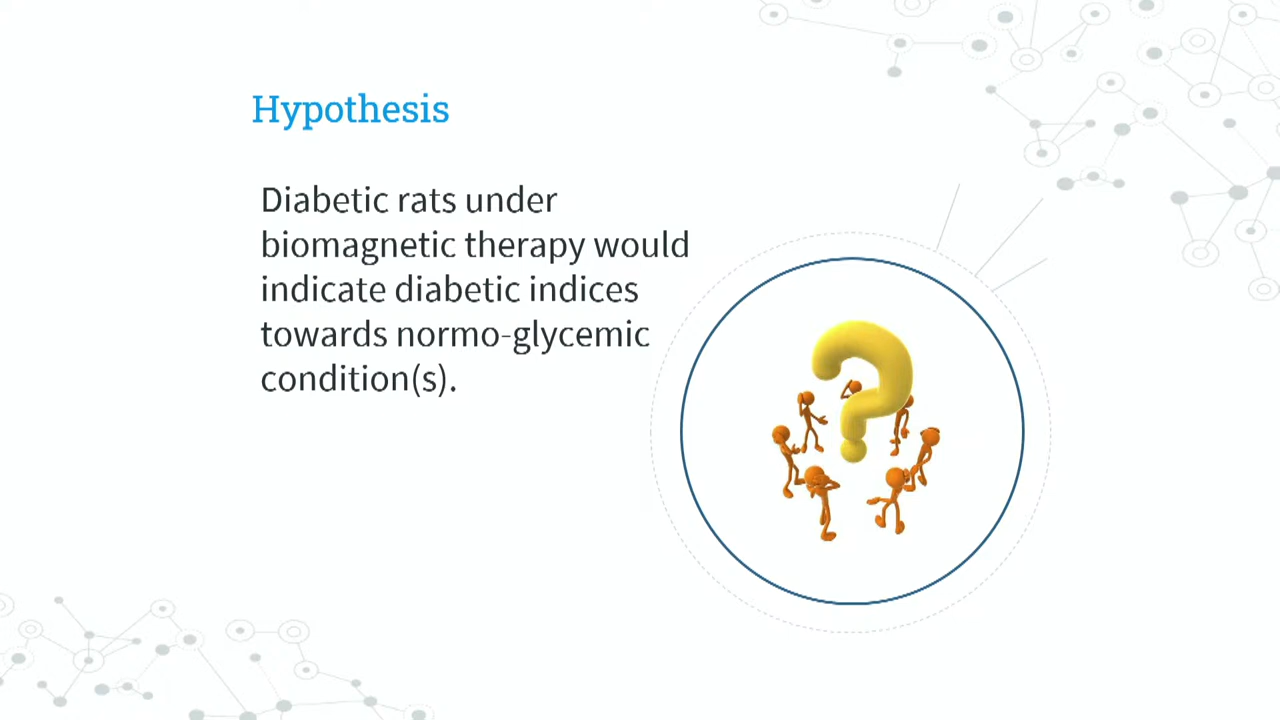 Hypothesis
Diabetic rats under
biomagnetic therapy would
indicate diabetic indices
towards normo-glycemic
condition(s).